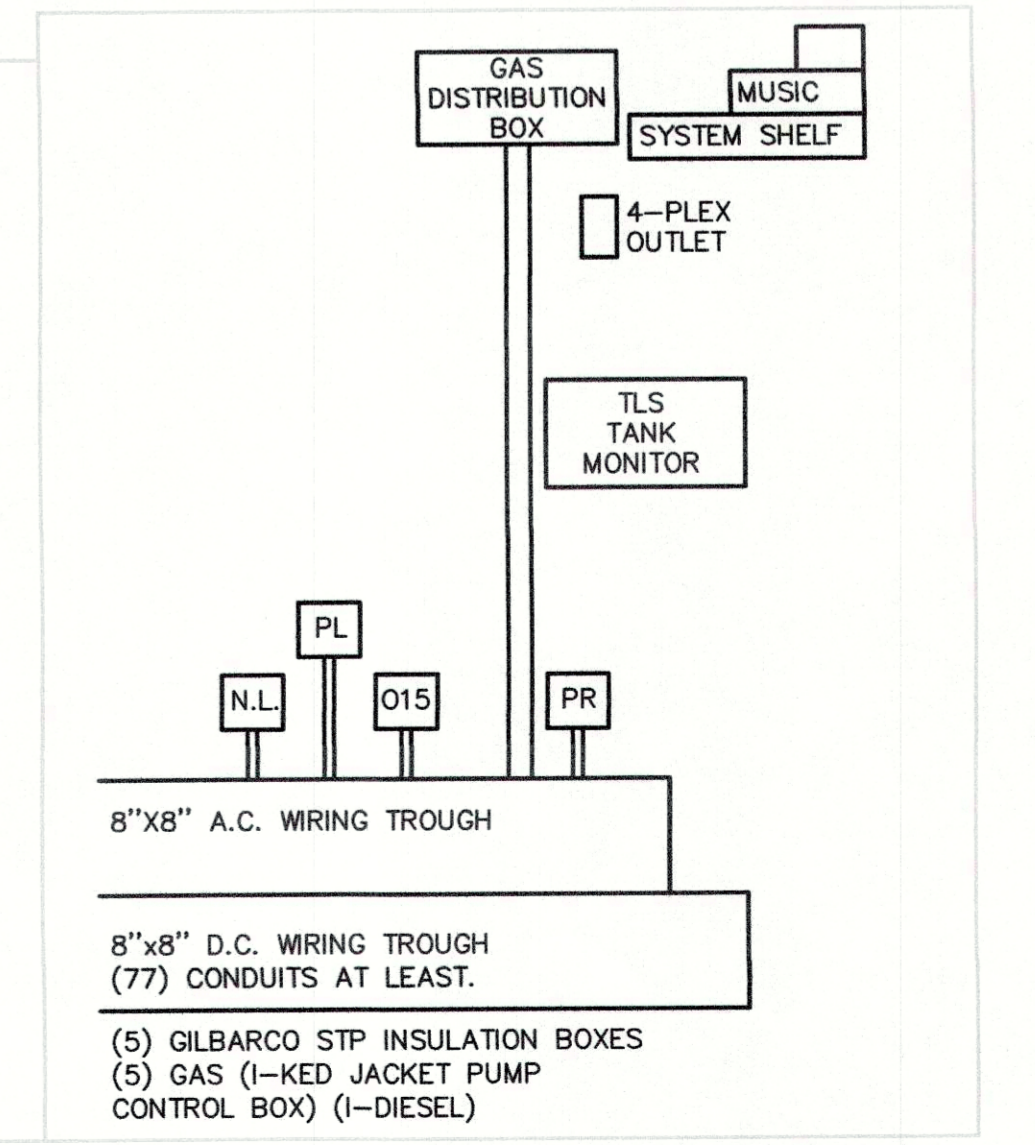 GAS
DISTRIBUTION
BOX
MUSIC
SYSTEM SHELF
4-PLEX
OUTLET
TLS
TANK
MONITOR
PL
N.L.
O15
PR
8"X8" A.C. WIRING TROUGH
8"x8" D.C. WIRING TROUGH
(77) CONDUITS AT LEAST.
(5) GILBARCO STP INSULATION BOXES
(5) GAS (I-KED JACKET PUMP
CONTROL BOX) (I-DIESEL)